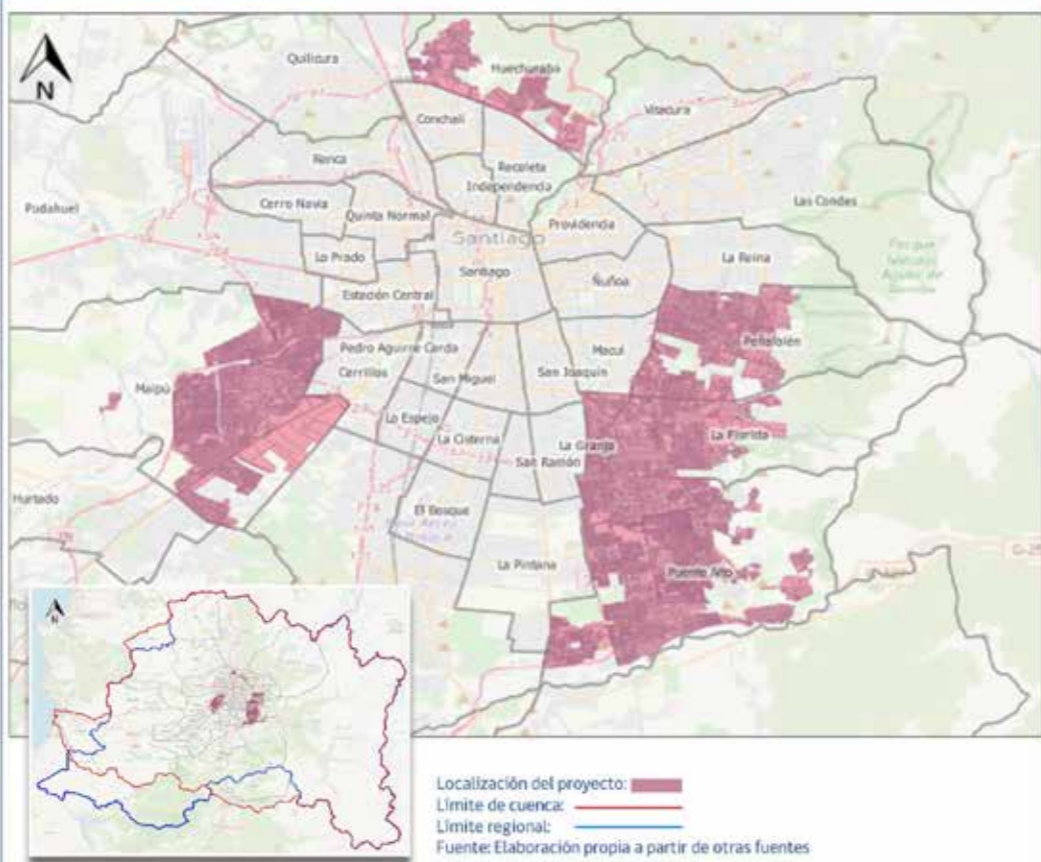 N
Quilicura
Huechuraba
Vitacura
Conchalí
Renca
Recoleta
Independencia
Las Condes
Pudahuel
Cerro Navia
Quinta Normal
Providencia
Santiago
Lo Prado
La Reina
Santiago
Ñuñoa
Estación Central
Peñalolén
Pedro Aguirre Cerda
Macul
Cerrillos
San Miguel
San Joaquín
Maipú
Lo Espejo
La Cisterna
La Granja
La Florida
San Ramón
Hurtado
El Bosque
La Pintana
Puente Alto
N
Localización del proyecto:
Límite de cuenca:
Límite regional:
Fuente: Elaboración propia a partir de otras fuentes